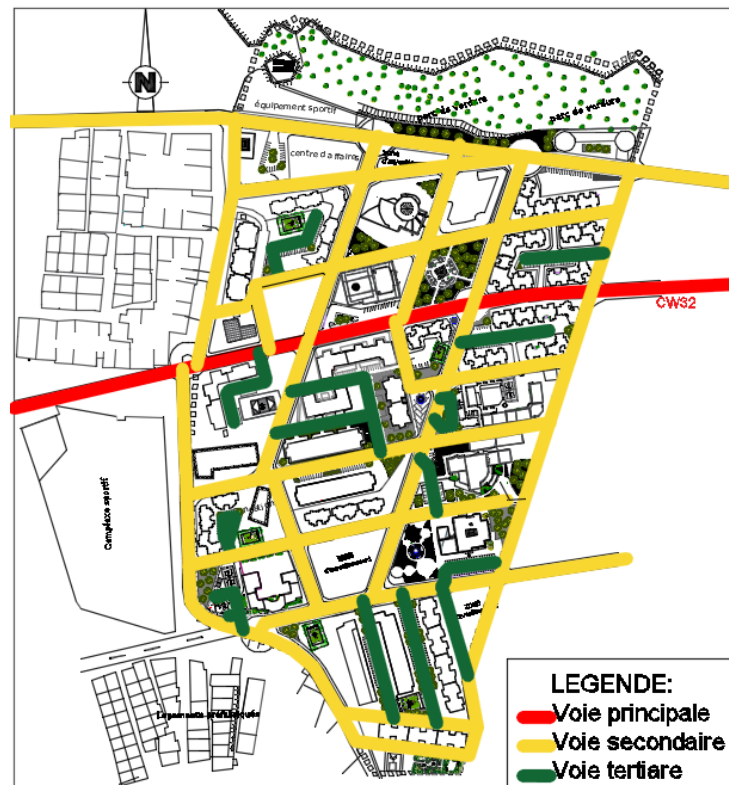 N
équipement sportif
parc de verdure
parc de verdure
centre d'affaires
CW32
Complexe sportif
LEGENDE:
Voie principale
Voie secondaire
Voie tertiare